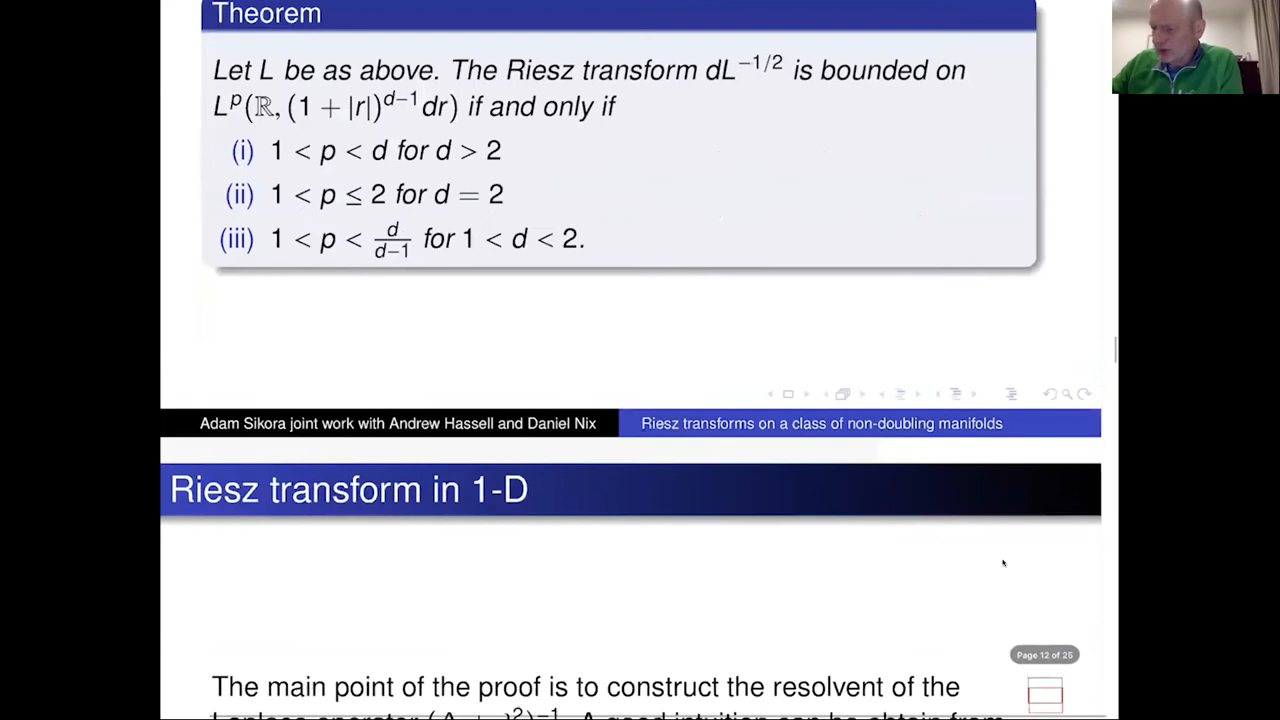 Theorem
Let L be as above. The Riesz transform dL^{−1/2} is bounded on
L^p(ℝ, (1 + |r|)^{d−1} dr) if and only if
(i) 1 < p < d for d > 2
(ii) 1 < p ≤ 2 for d = 2
(iii) 1 < p < d/(d−1) for 1 < d < 2.
Adam Sikora joint work with Andrew Hassell and Daniel Nix
Riesz transforms on a class of non-doubling manifolds
Riesz transform in 1-D
Page 12 of 25
The main point of the proof is to construct the resolvent of the